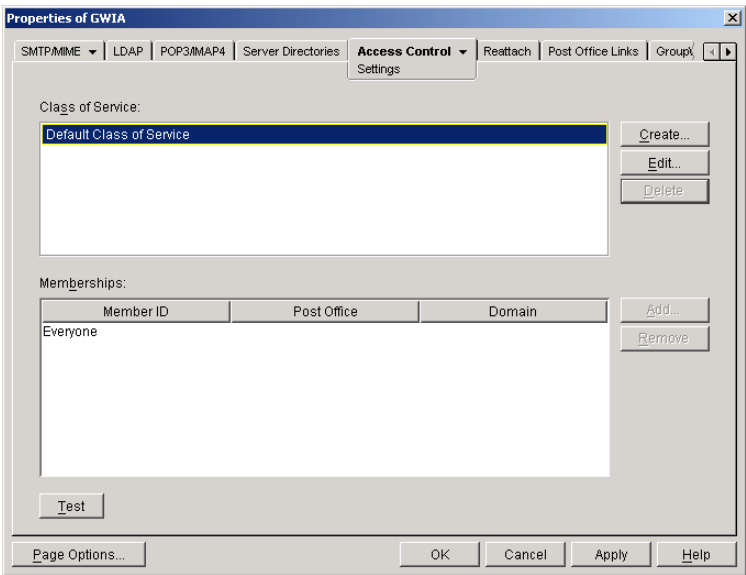 Properties of GWIA
SMTP/MIME LDAP POP3/IMAP4 Server Directories Access Control Reattach Post Office Links GroupW
Settings
Class of Service:
Default Class of Service
Create...
Edit...
Delete
Memberships:
Member ID Post Office Domain
Everyone
Add...
Remove
Test
Page Options... OK Cancel Apply Help